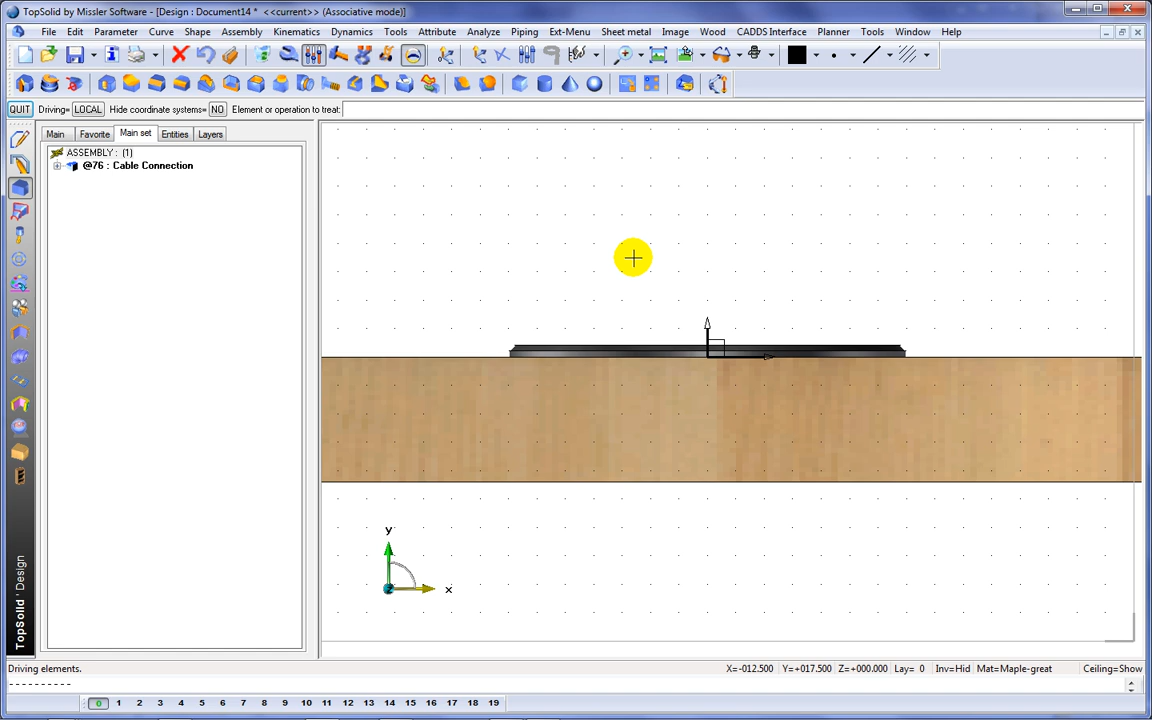 TopSolid by Missler Software - [Design : Document14 *  <<current>> (Associative mode)]
File Edit Parameter Curve Shape Assembly Kinematics Dynamics Tools Attribute Analyze Piping Ext-Menu Sheet metal Image Wood CADDS Interface Planner Tools Window Help
QUIT Driving= LOCAL Hide coordinate systems= NO Element or operation to treat:
Main Favorite Main set Entities Layers
ASSEMBLY : (1)
@76 : Cable Connection
y
x
TopSolid ' Design
Driving elements. X=-012.500 Y=+017.500 Z=+000.000 Lay= 0 Inv=Hid Mat=Maple-great Ceiling=Show
----------
0 1 2 3 4 5 6 7 8 9 10 11 12 13 14 15 16 17 18 19